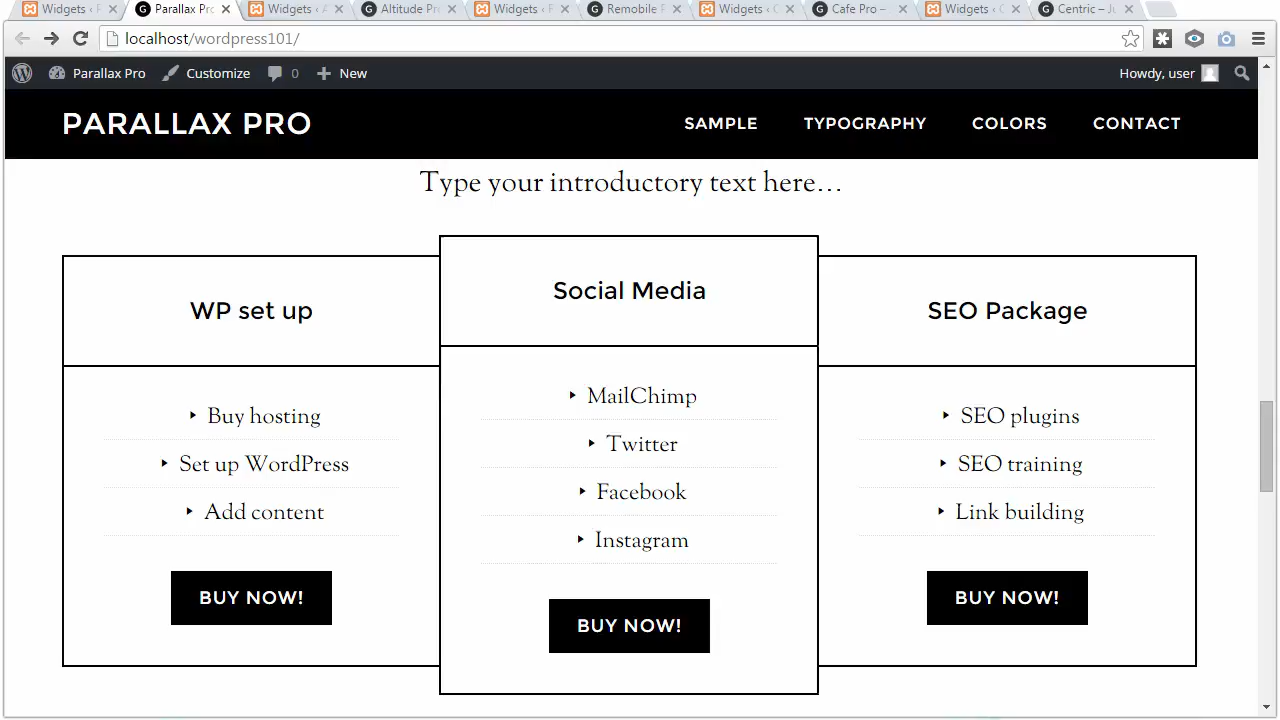 Widgets ‹ P
Parallax Pro
Widgets ‹ A
Altitude Pro
Widgets ‹ R
Remobile P
Widgets ‹ C
Cafe Pro –
Widgets ‹ C
Centric – Ju
localhost/wordpress101/
Parallax Pro
Customize
0
New
Howdy, user
PARALLAX PRO
SAMPLE
TYPOGRAPHY
COLORS
CONTACT
Type your introductory text here...
WP set up
Buy hosting
Set up WordPress
Add content
BUY NOW!
Social Media
MailChimp
Twitter
Facebook
Instagram
BUY NOW!
SEO Package
SEO plugins
SEO training
Link building
BUY NOW!